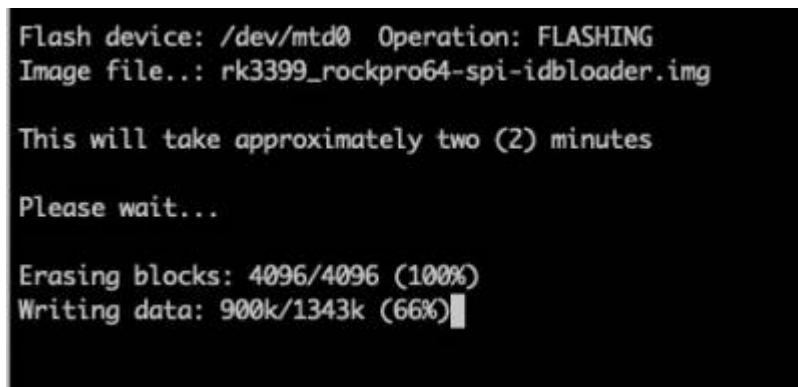 Flash device: /dev/mtd0  Operation: FLASHING
Image file..: rk3399_rockpro64-spi-idbloader.img
This will take approximately two (2) minutes
Please wait...
Erasing blocks: 4096/4096 (100%)
Writing data: 900k/1343k (66%)